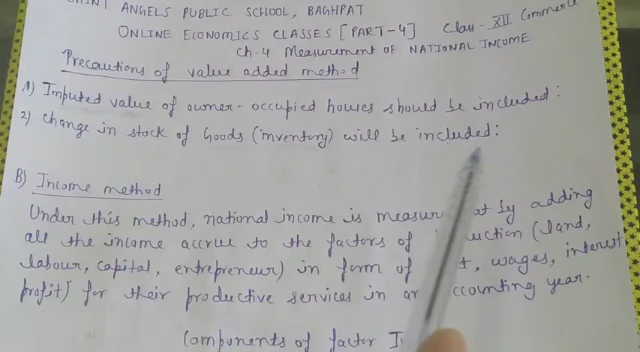 ANGELS PUBLIC SCHOOL, BAGHPAT
ONLINE ECONOMICS CLASSES [PART-4] Class-XII Commerce
Ch-4 Measurement OF NATIONAL INCOME
Precautions of value added method
1) Imputed value of owner-occupied houses should be included:
2) Change in stock of Goods (inventory) will be included:
B) Income method
Under this method, national income is measur at by adding
all the income accrue to the factors of uction (land,
labour, capital, entrepreneur) in form of t, wages, interest
profit] for their productive services in an ccounting year.
Components of factor In